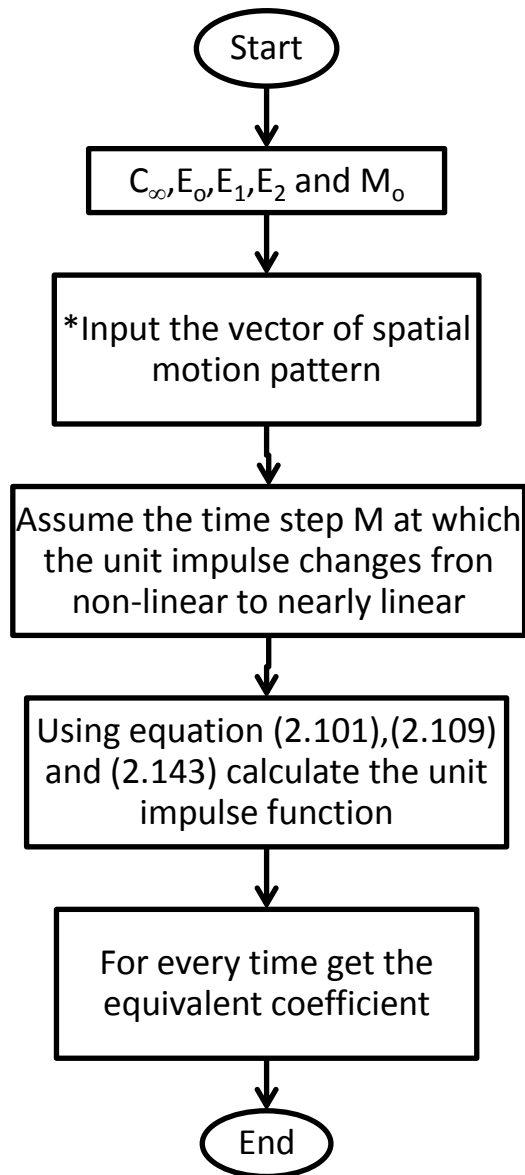 Start
C∞,Eo,E1,E2 and Mo
*Input the vector of spatial
motion pattern
Assume the time step M at which
the unit impulse changes fron
non-linear to nearly linear
Using equation (2.101),(2.109)
and (2.143) calculate the unit
impulse function
For every time get the
equivalent coefficient
End